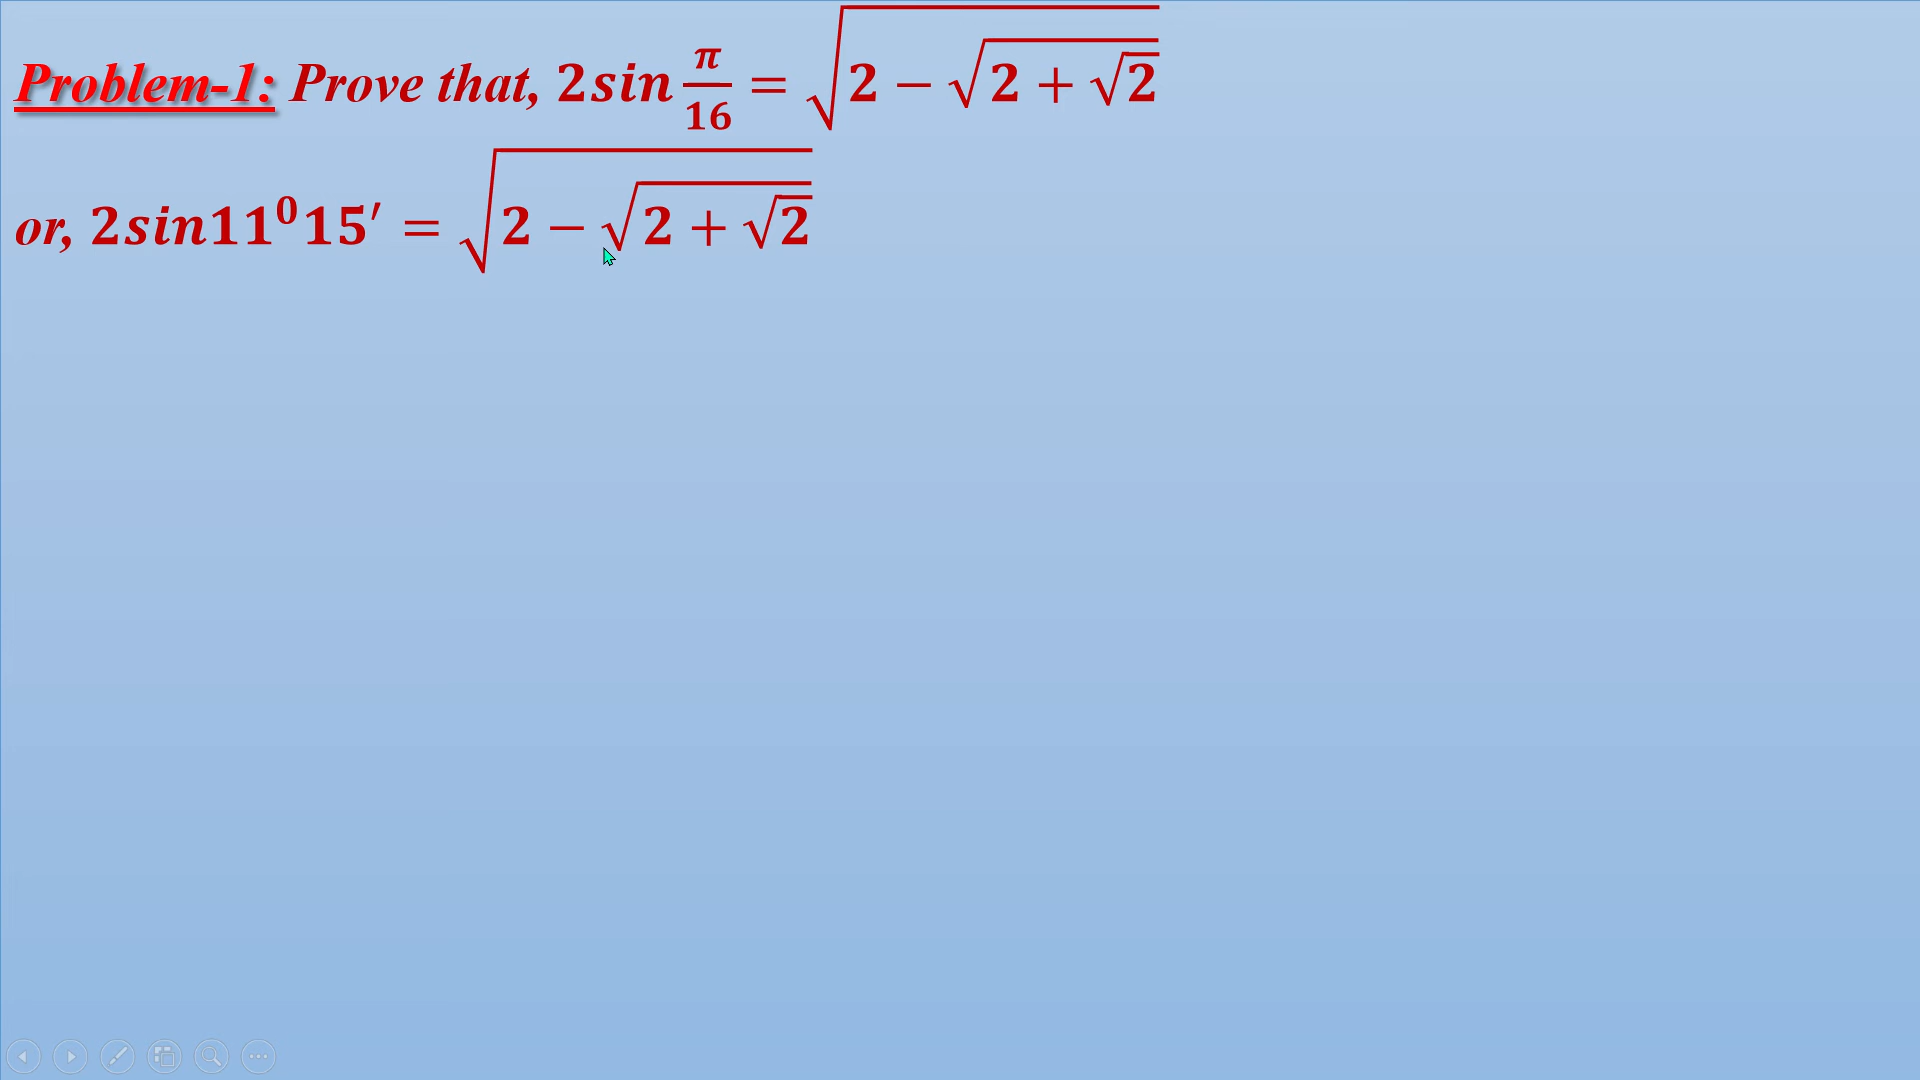 Problem-1: Prove that, 2sin π/16 = √(2 − √(2 + √2))
or, 2sin11⁰15′ = √(2 − √(2 + √2))